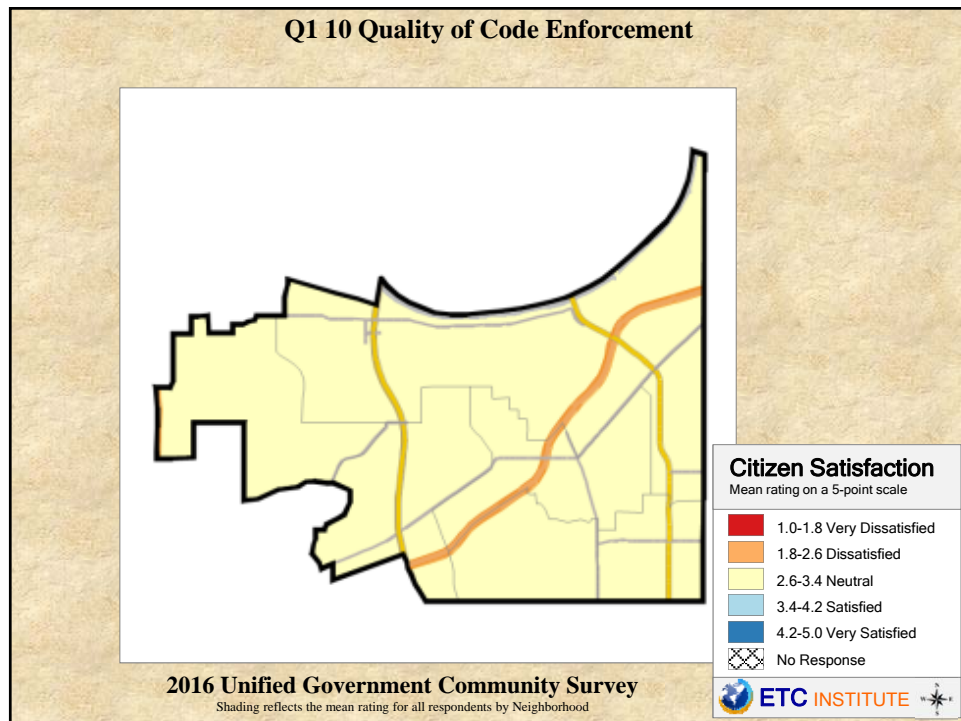 Q1 10 Quality of Code Enforcement
Citizen Satisfaction
Mean rating on a 5-point scale
1.0-1.8 Very Dissatisfied
1.8-2.6 Dissatisfied
2.6-3.4 Neutral
3.4-4.2 Satisfied
4.2-5.0 Very Satisfied
No Response
2016 Unified Government Community Survey
Shading reflects the mean rating for all respondents by Neighborhood
ETC INSTITUTE
N
W E
S